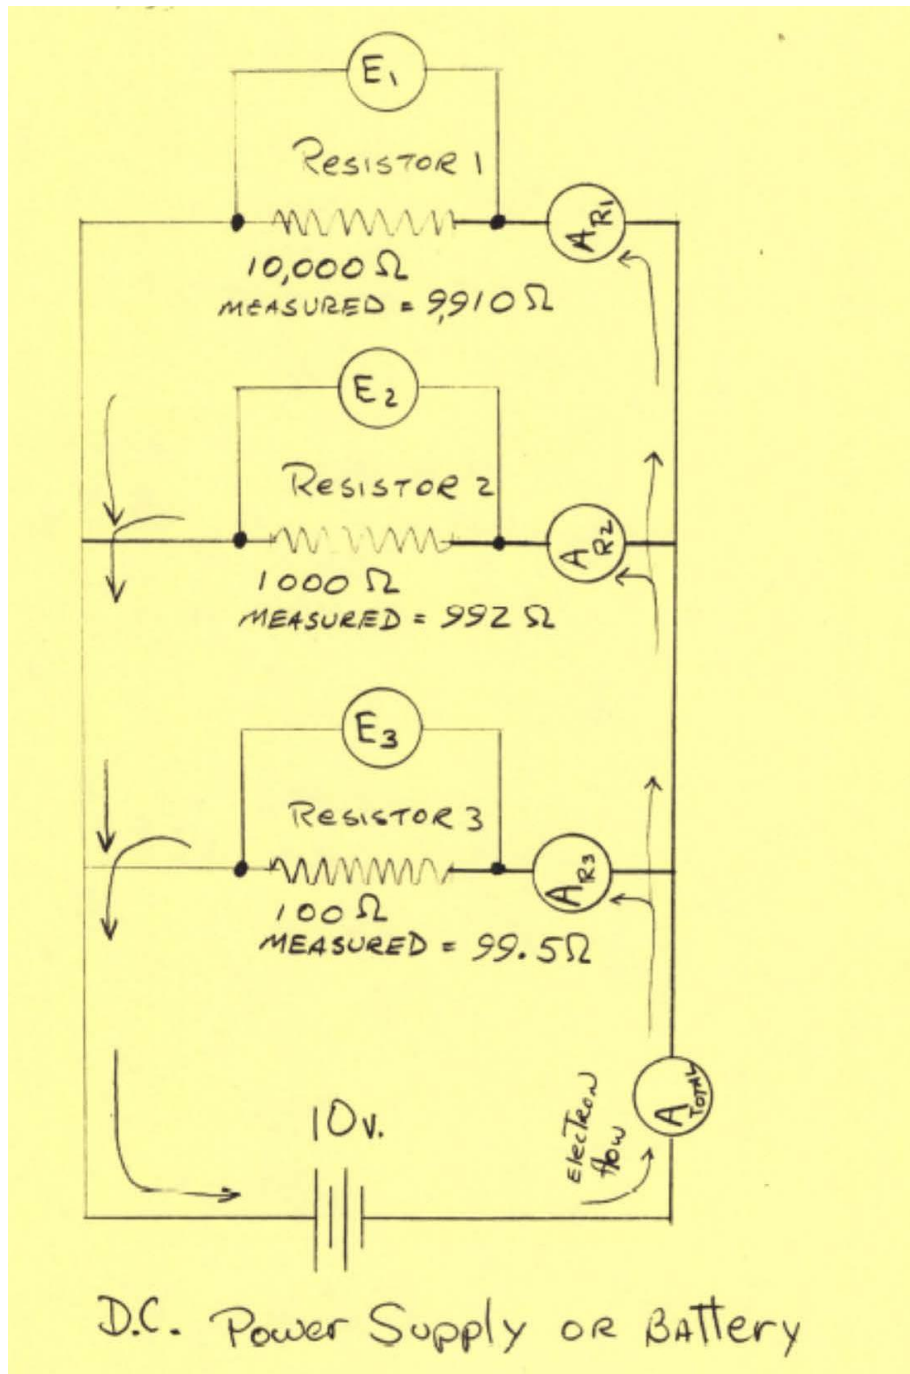 E1
Resistor 1
AR1
10,000 Ω
MEASURED = 9,910 Ω
E2
Resistor 2
AR2
1000 Ω
MEASURED = 992 Ω
E3
Resistor 3
AR3
100 Ω
MEASURED = 99.5 Ω
A TOTAL
Electron
flow
10v.
D.C. Power Supply or Battery